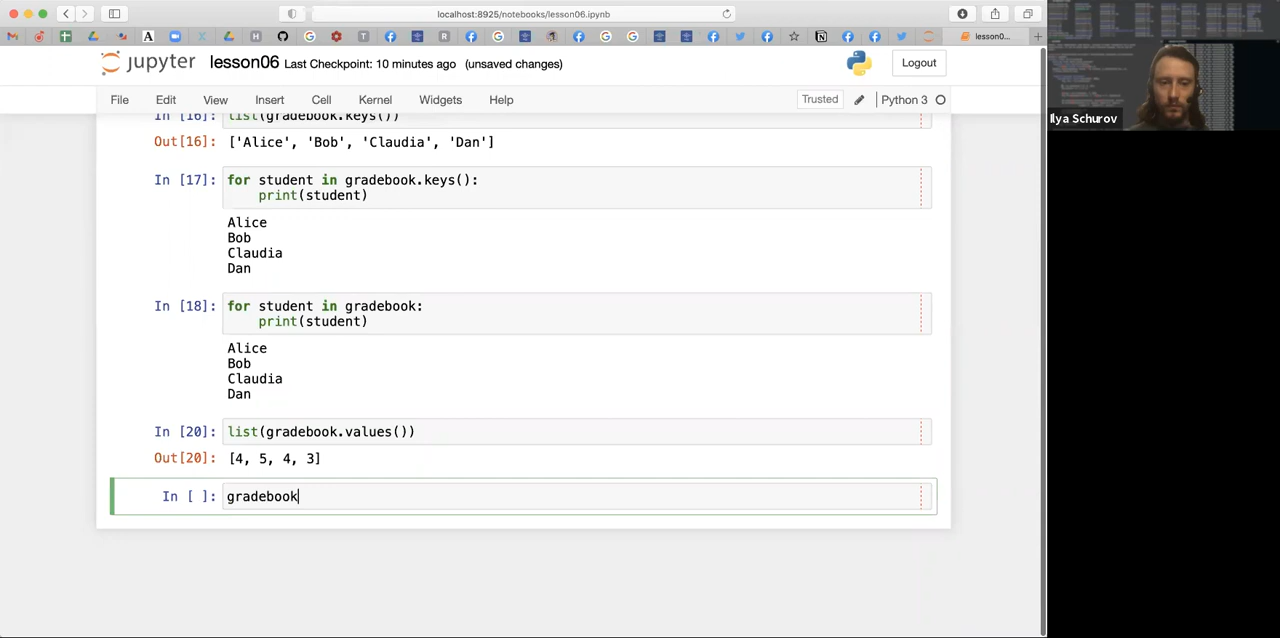 localhost:8925/notebooks/lesson06.ipynb
lesson0...
jupyter lesson06 Last Checkpoint: 10 minutes ago (unsaved changes)
Logout
File Edit View Insert Cell Kernel Widgets Help
Trusted
Python 3
In [16]: list(gradebook.keys())
Out[16]: ['Alice', 'Bob', 'Claudia', 'Dan']
In [17]: for student in gradebook.keys():
print(student)
Alice
Bob
Claudia
Dan
In [18]: for student in gradebook:
print(student)
Alice
Bob
Claudia
Dan
In [20]: list(gradebook.values())
Out[20]: [4, 5, 4, 3]
In [ ]: gradebook
Ilya Schurov